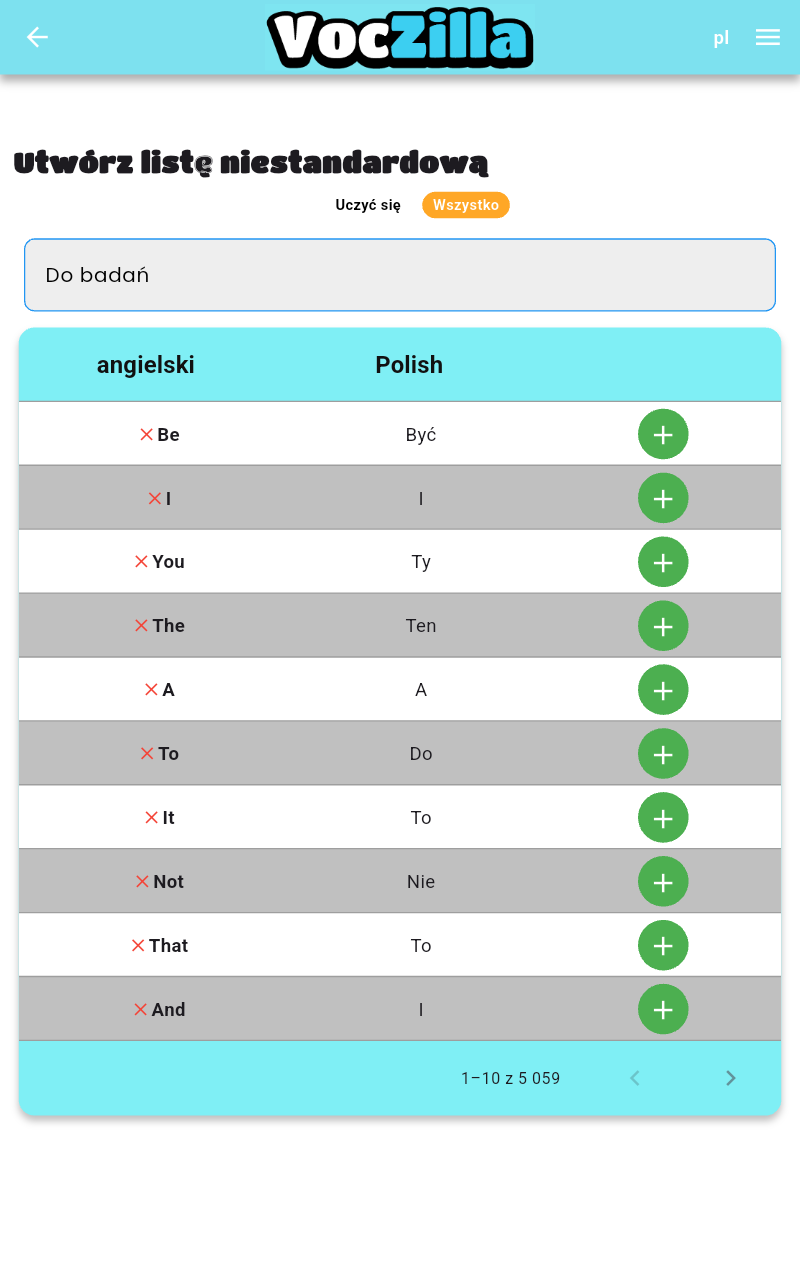 VocZilla
pl
Utwórz listę niestandardową
Uczyć się Wszystko
Do badań
angielski Polish
Be Być
I I
You Ty
The Ten
A A
To Do
It To
Not Nie
That To
And I
1–10 z 5 059